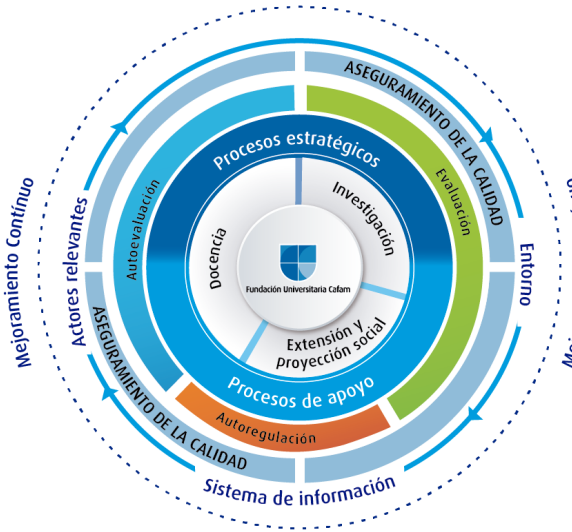 ASEGURAMIENTO DE LA CALIDAD
Procesos estratégicos
Autoevaluación
Evaluación
Investigación
Docencia
Fundación Universitaria Cafam
Extensión y
proyección social
Procesos de apoyo
Autoregulación
ASEGURAMIENTO DE LA CALIDAD
Mejoramiento Contínuo
Actores relevantes
Entorno
Sistema de información